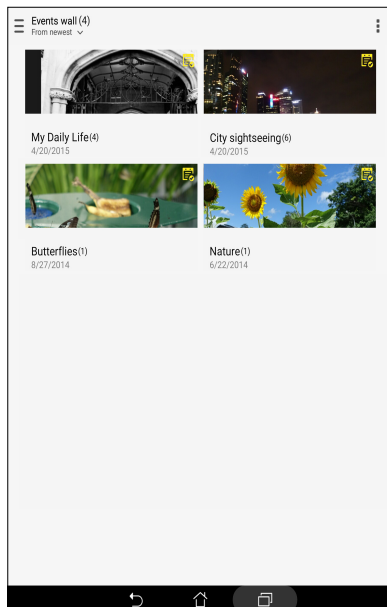 Events wall (4)
From newest
My Daily Life(4)
4/20/2015
City sightseeing(6)
4/20/2015
Butterflies(1)
8/27/2014
Nature(1)
6/22/2014